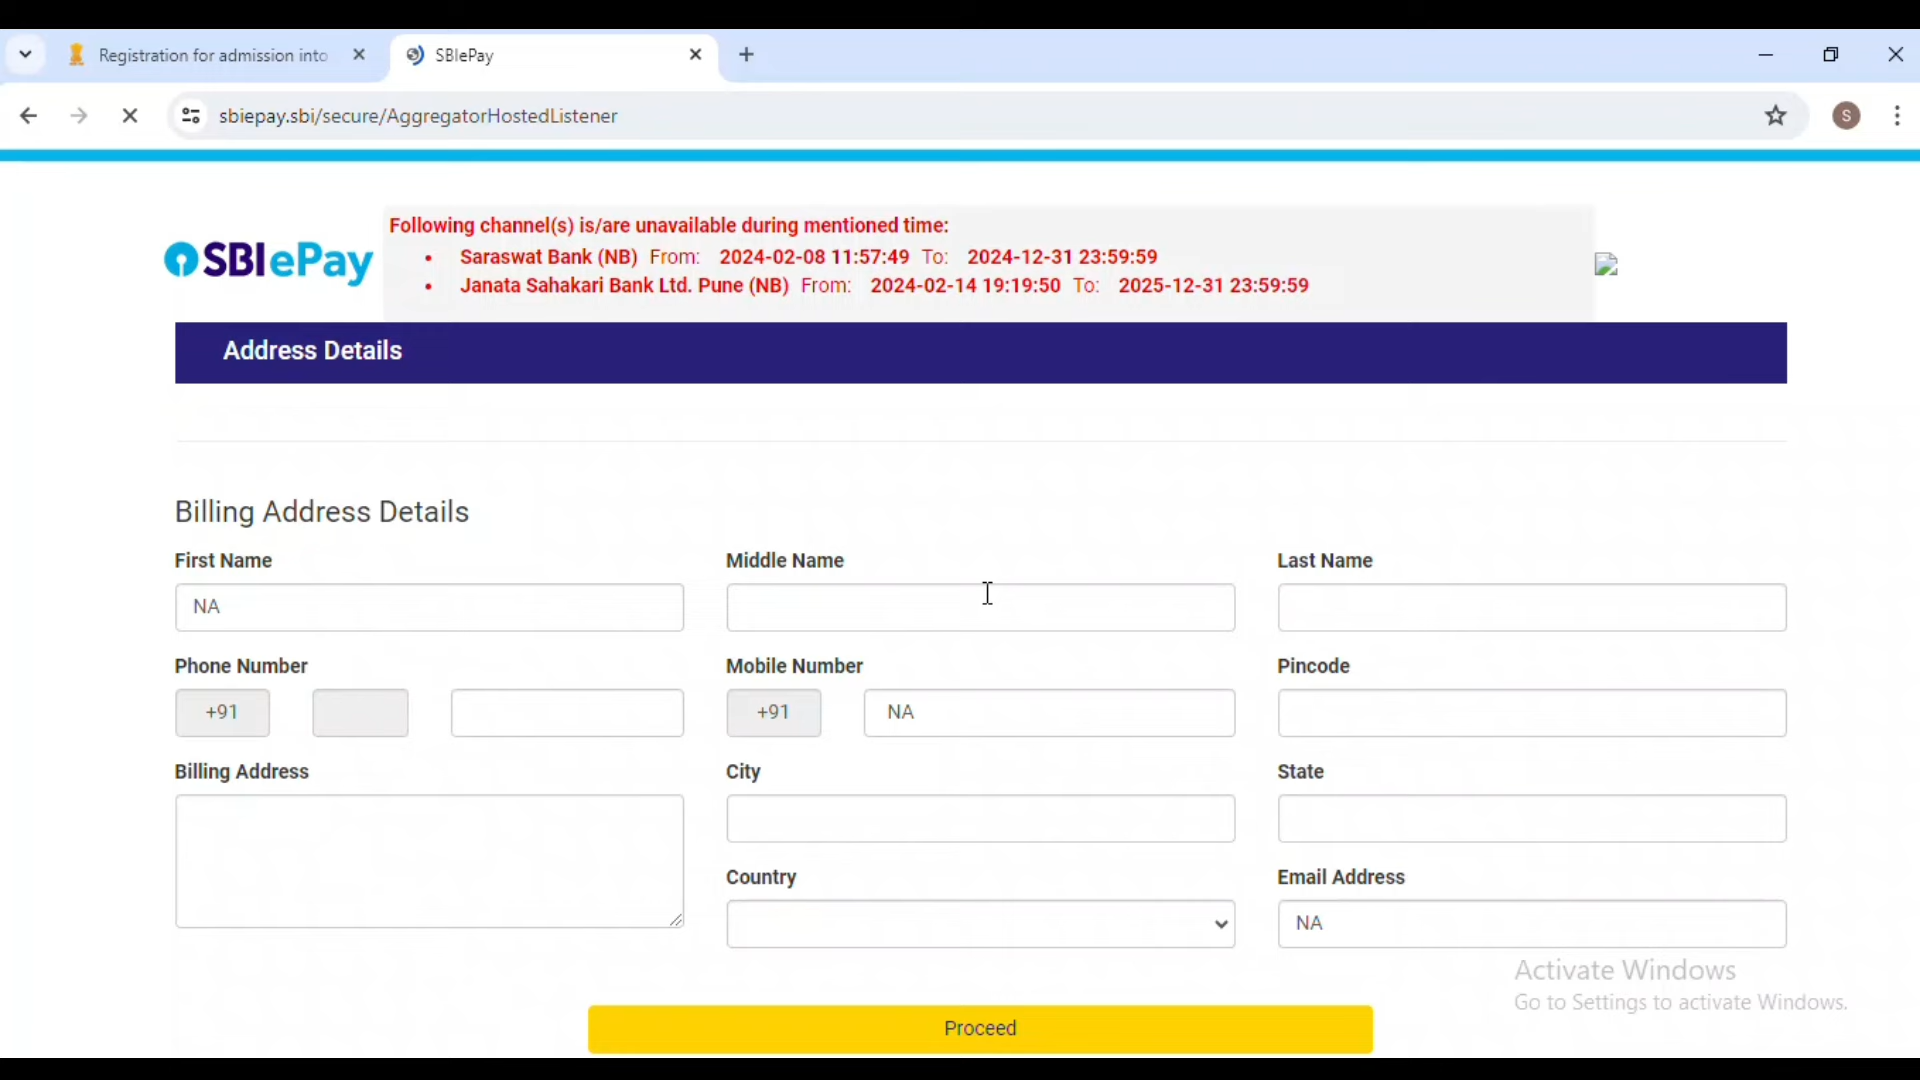 Registration for admission into
SBIePay
sbiepay.sbi/secure/AggregatorHostedListener
S
SBIePay
Following channel(s) is/are unavailable during mentioned time:
• Saraswat Bank (NB) From: 2024-02-08 11:57:49 To: 2024-12-31 23:59:59
• Janata Sahakari Bank Ltd. Pune (NB) From: 2024-02-14 19:19:50 To: 2025-12-31 23:59:59
Address Details
Billing Address Details
First Name Middle Name Last Name
NA
Phone Number Mobile Number Pincode
+91 +91 NA
Billing Address City State
Country Email Address
NA
Activate Windows
Go to Settings to activate Windows.
Proceed